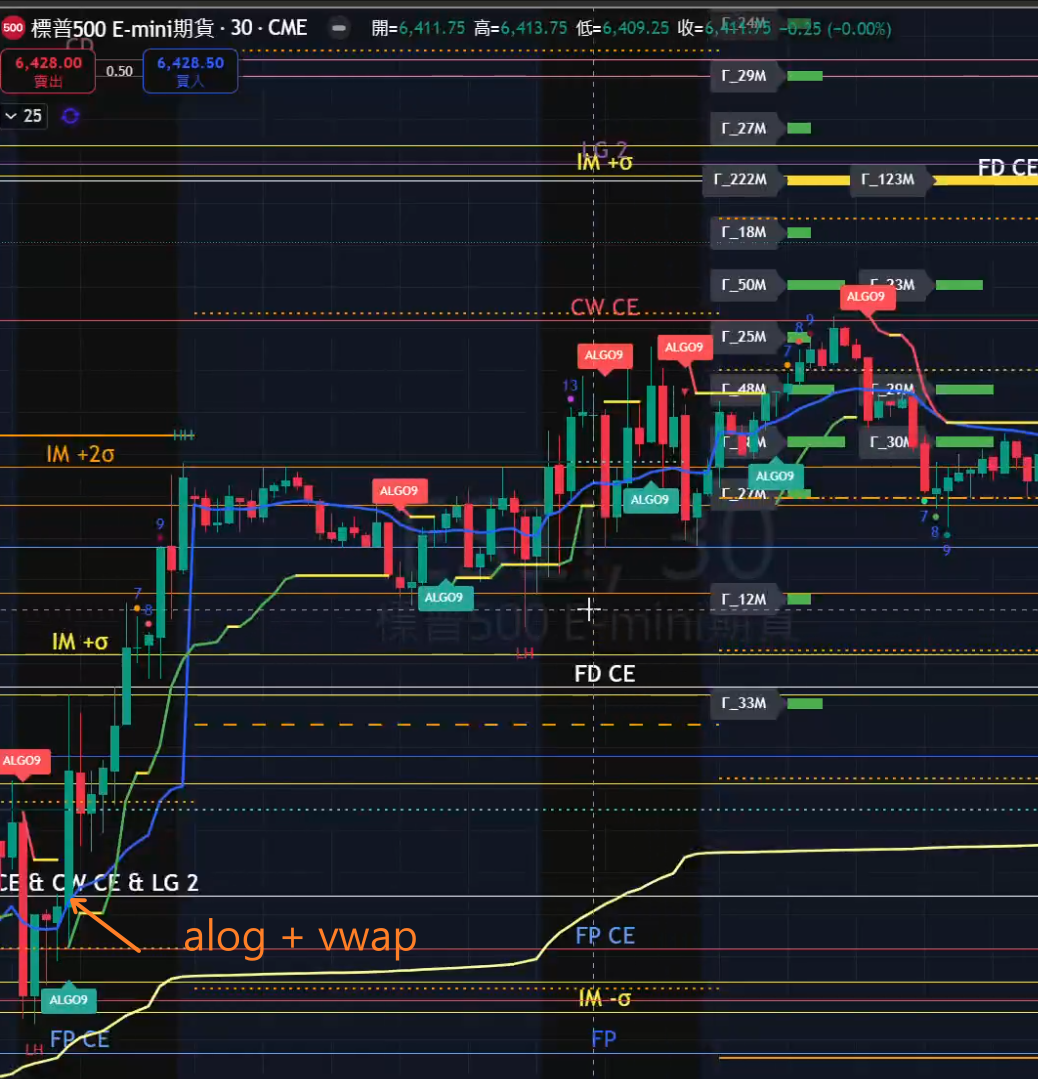 500 標普500 E-mini期貨 · 30 · CME 開=6,411.75 高=6,413.75 低=6,409.25 收=6,411.75 −0.25 (−0.00%)
Γ_24M
6,428.00
賣出
0.50
6,428.50
買入
Γ_29M
25
Γ_27M
LG 2
IM +σ
FD CE
Γ_222M Γ_123M
Γ_18M
Γ_50M Γ_23M
ALGO9
CW CE
8 9
Γ_25M
7
ALGO9 ALGO9
13
Γ_48M
HH
IM +2σ
Γ_30M
ALGO9
ALGO9
Γ_27M
ALGO9
9
7
8
9
30
標普500 E-mini期貨
7
8
ALGO9
Γ_12M
IM +σ
LH
FD CE
Γ_33M
ALGO9
CE & CW CE & LG 2
alog + vwap
FP CE
ALGO9
IM -σ
LH
FP CE
FP